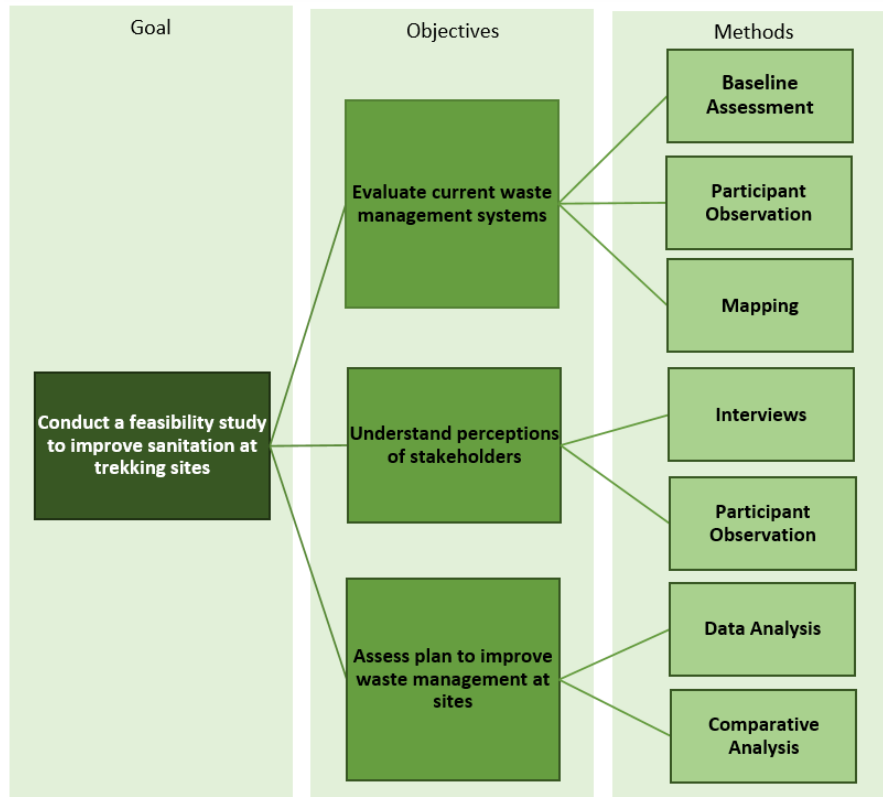 Goal
Objectives
Methods
Conduct a feasibility study
to improve sanitation at
trekking sites
Evaluate current waste
management systems
Understand perceptions
of stakeholders
Assess plan to improve
waste management at
sites
Baseline
Assessment
Participant
Observation
Mapping
Interviews
Participant
Observation
Data Analysis
Comparative
Analysis